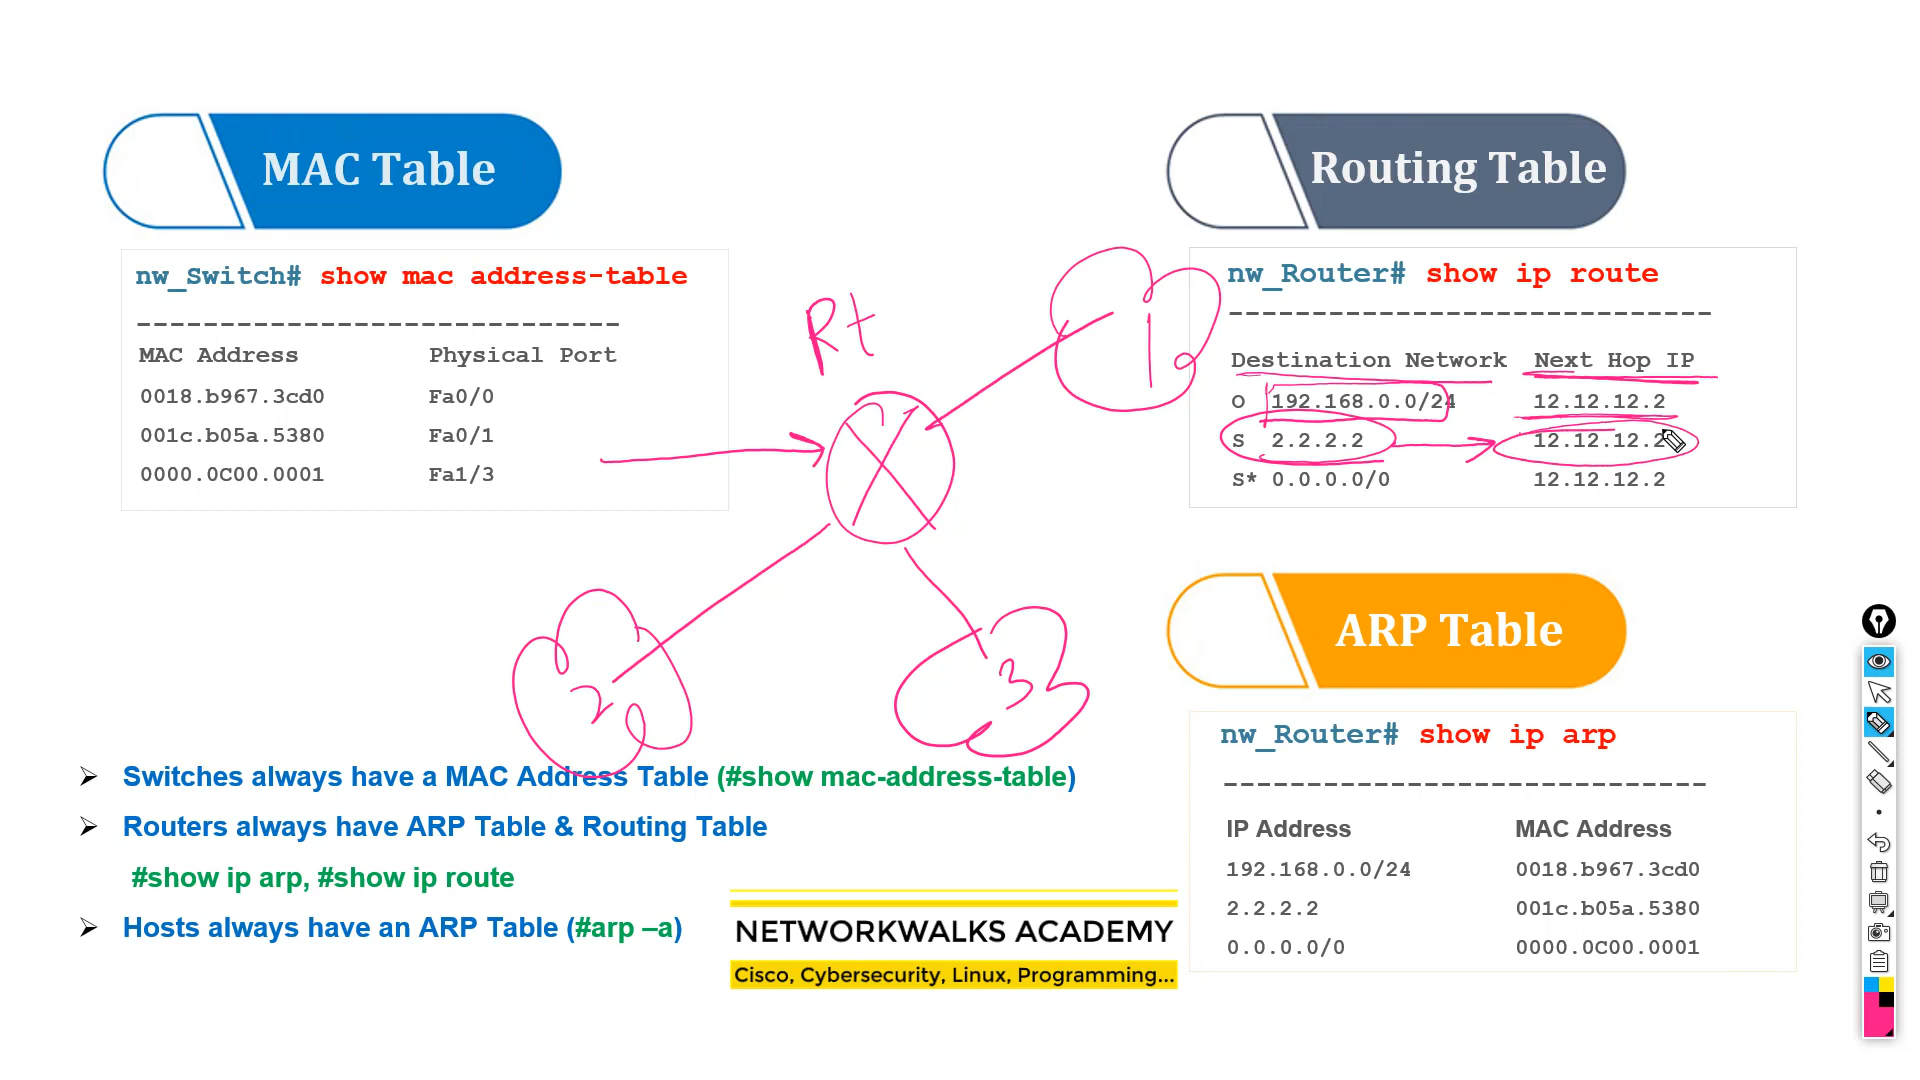 MAC Table
nw_Switch# show mac address-table
----------------------------
MAC Address Physical Port
0018.b967.3cd0 Fa0/0
001c.b05a.5380 Fa0/1
0000.0C00.0001 Fa1/3
Rt
1
2
3
Routing Table
nw_Router# show ip route
----------------------------
Destination Network Next Hop IP
O 192.168.0.0/24 12.12.12.2
S 2.2.2.2 12.12.12.2
S* 0.0.0.0/0 12.12.12.2
ARP Table
nw_Router# show ip arp
----------------------------
IP Address MAC Address
192.168.0.0/24 0018.b967.3cd0
2.2.2.2 001c.b05a.5380
0.0.0.0/0 0000.0C00.0001
➢ Switches always have a MAC Address Table (#show mac-address-table)
➢ Routers always have ARP Table & Routing Table
#show ip arp, #show ip route
➢ Hosts always have an ARP Table (#arp –a)
NETWORKWALKS ACADEMY
Cisco, Cybersecurity, Linux, Programming...